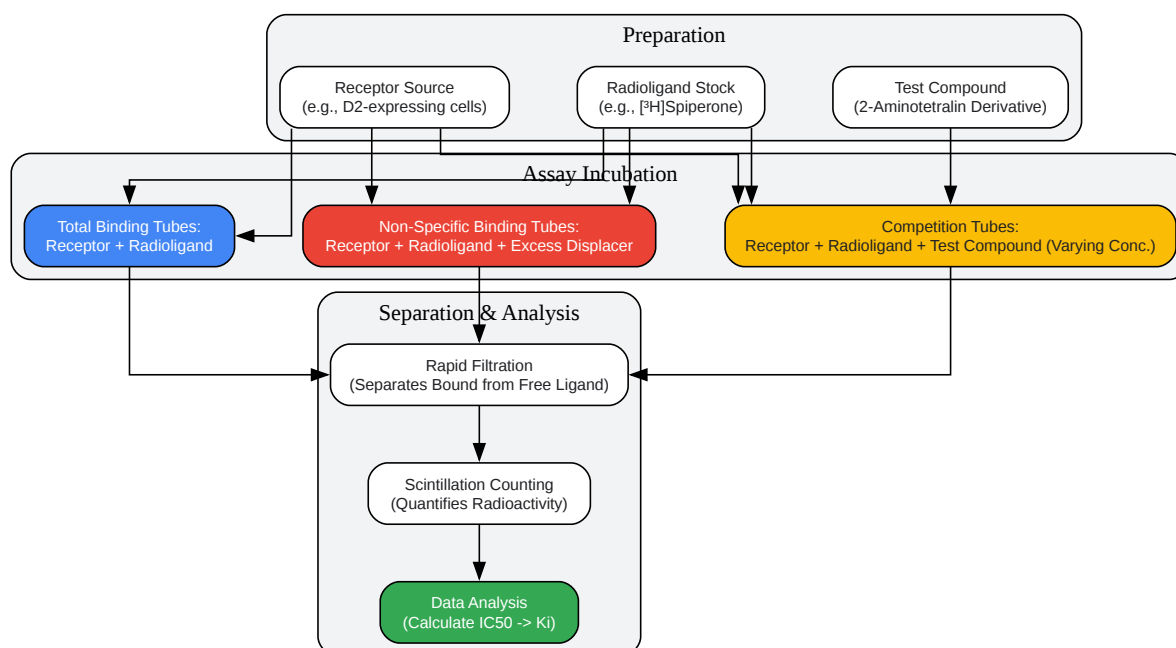 Preparation
Receptor Source
(e.g., D2-expressing cells)
Radioligand Stock
(e.g., [³H]Spiperone)
Test Compound
(2-Aminotetralin Derivative)
Assay Incubation
Total Binding Tubes:
Receptor + Radioligand
Non-Specific Binding Tubes:
Receptor + Radioligand + Excess Displacer
Competition Tubes:
Receptor + Radioligand + Test Compound (Varying Conc.)
Separation & Analysis
Rapid Filtration
(Separates Bound from Free Ligand)
Scintillation Counting
(Quantifies Radioactivity)
Data Analysis
(Calculate IC50 -> Ki)